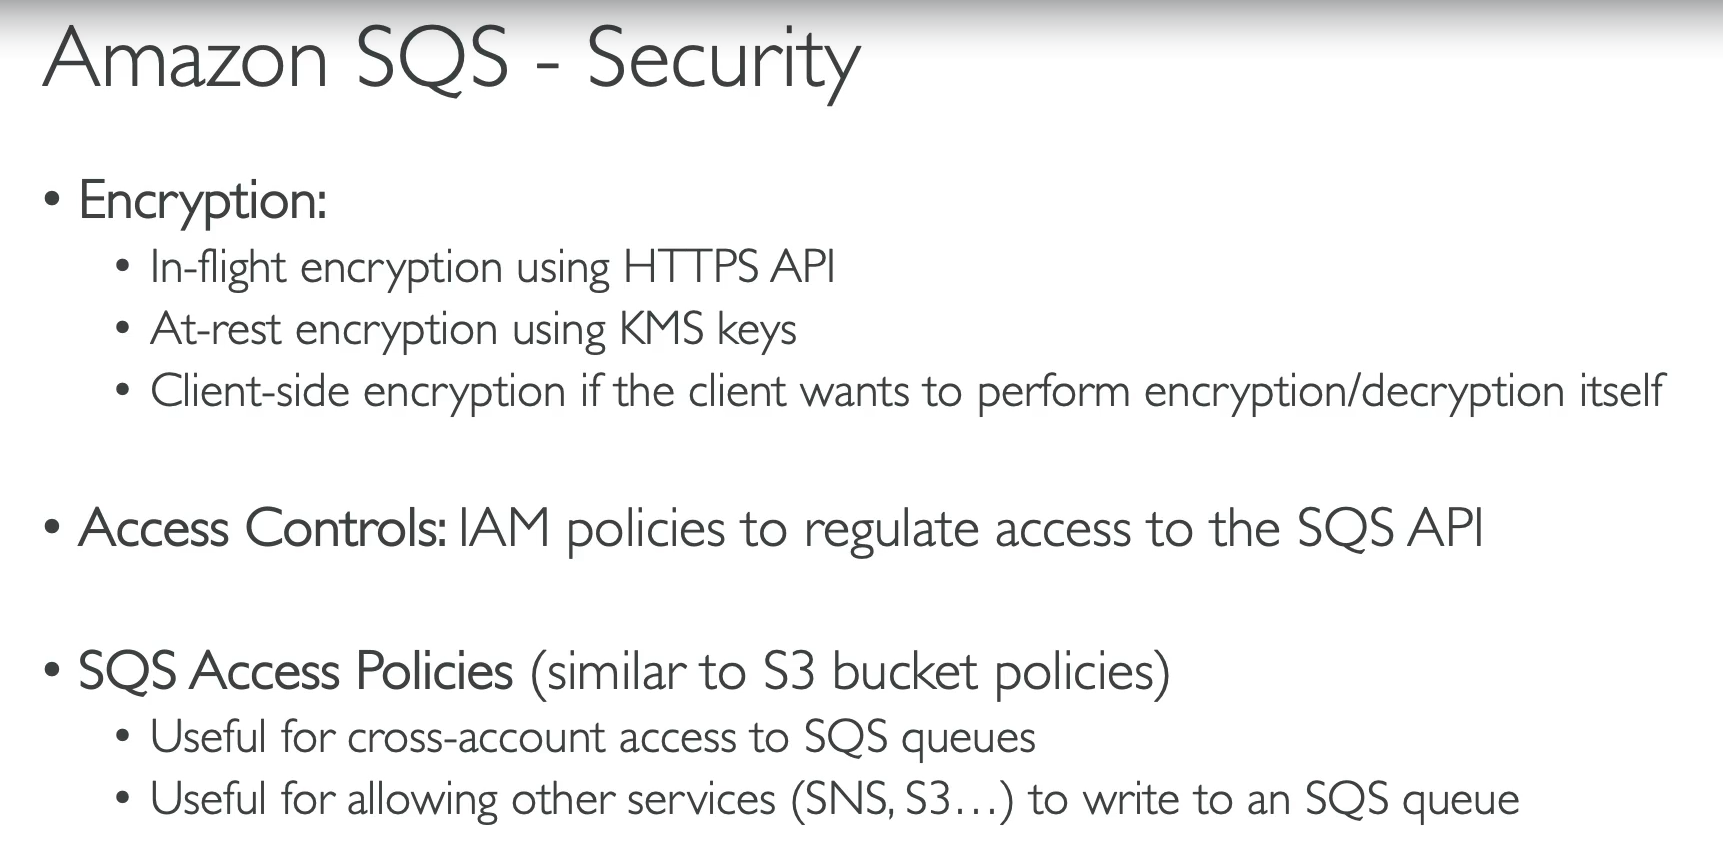 Amazon SQS - Security
• Encryption:
• In-flight encryption using HTTPS API
• At-rest encryption using KMS keys
• Client-side encryption if the client wants to perform encryption/decryption itself
• Access Controls: IAM policies to regulate access to the SQS API
• SQS Access Policies (similar to S3 bucket policies)
• Useful for cross-account access to SQS queues
• Useful for allowing other services (SNS, S3…) to write to an SQS queue